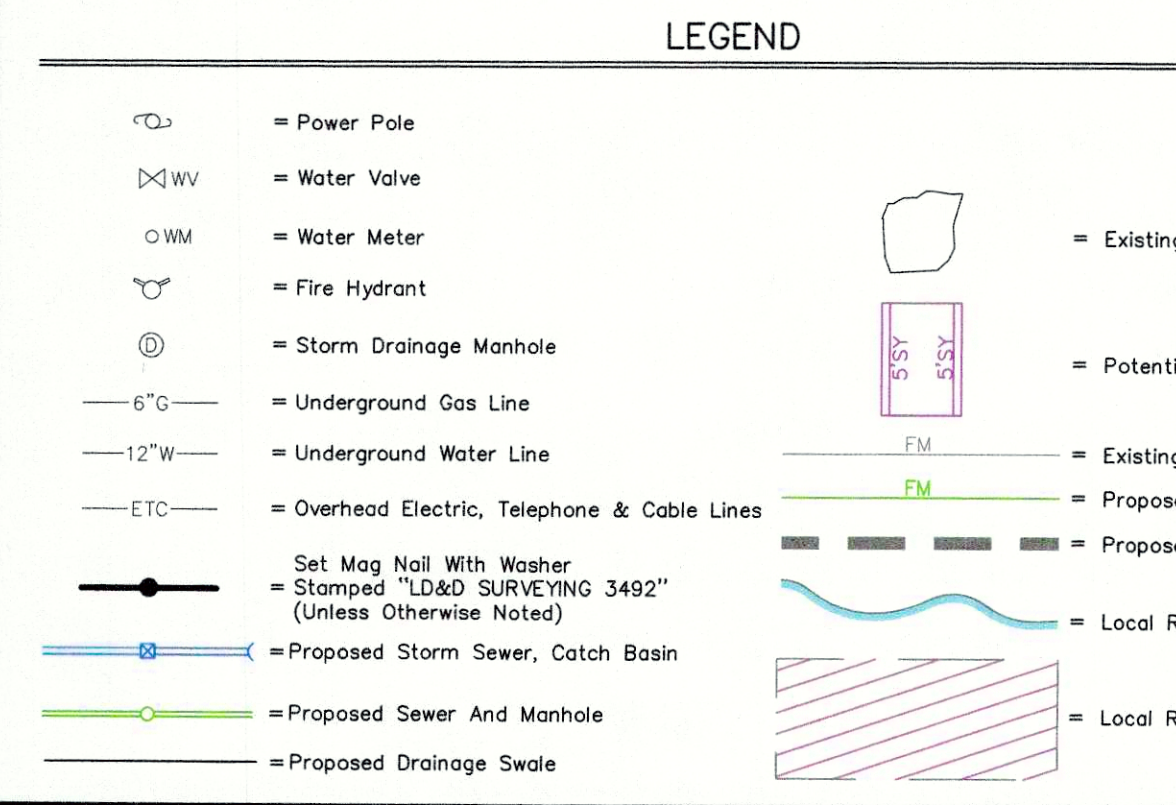 LEGEND
= Power Pole
WV = Water Valve
WM = Water Meter
= Fire Hydrant
D = Storm Drainage Manhole
6"G = Underground Gas Line
12"W = Underground Water Line
ETC = Overhead Electric, Telephone & Cable Lines
Set Mag Nail With Washer
= Stamped "LD&D SURVEYING 3492"
(Unless Otherwise Noted)
=Proposed Storm Sewer, Catch Basin
=Proposed Sewer And Manhole
=Proposed Drainage Swale
= Existing
5'SY 5'SY = Potenti
FM = Existing
FM = Propose
= Propose
= Local R
= Local R